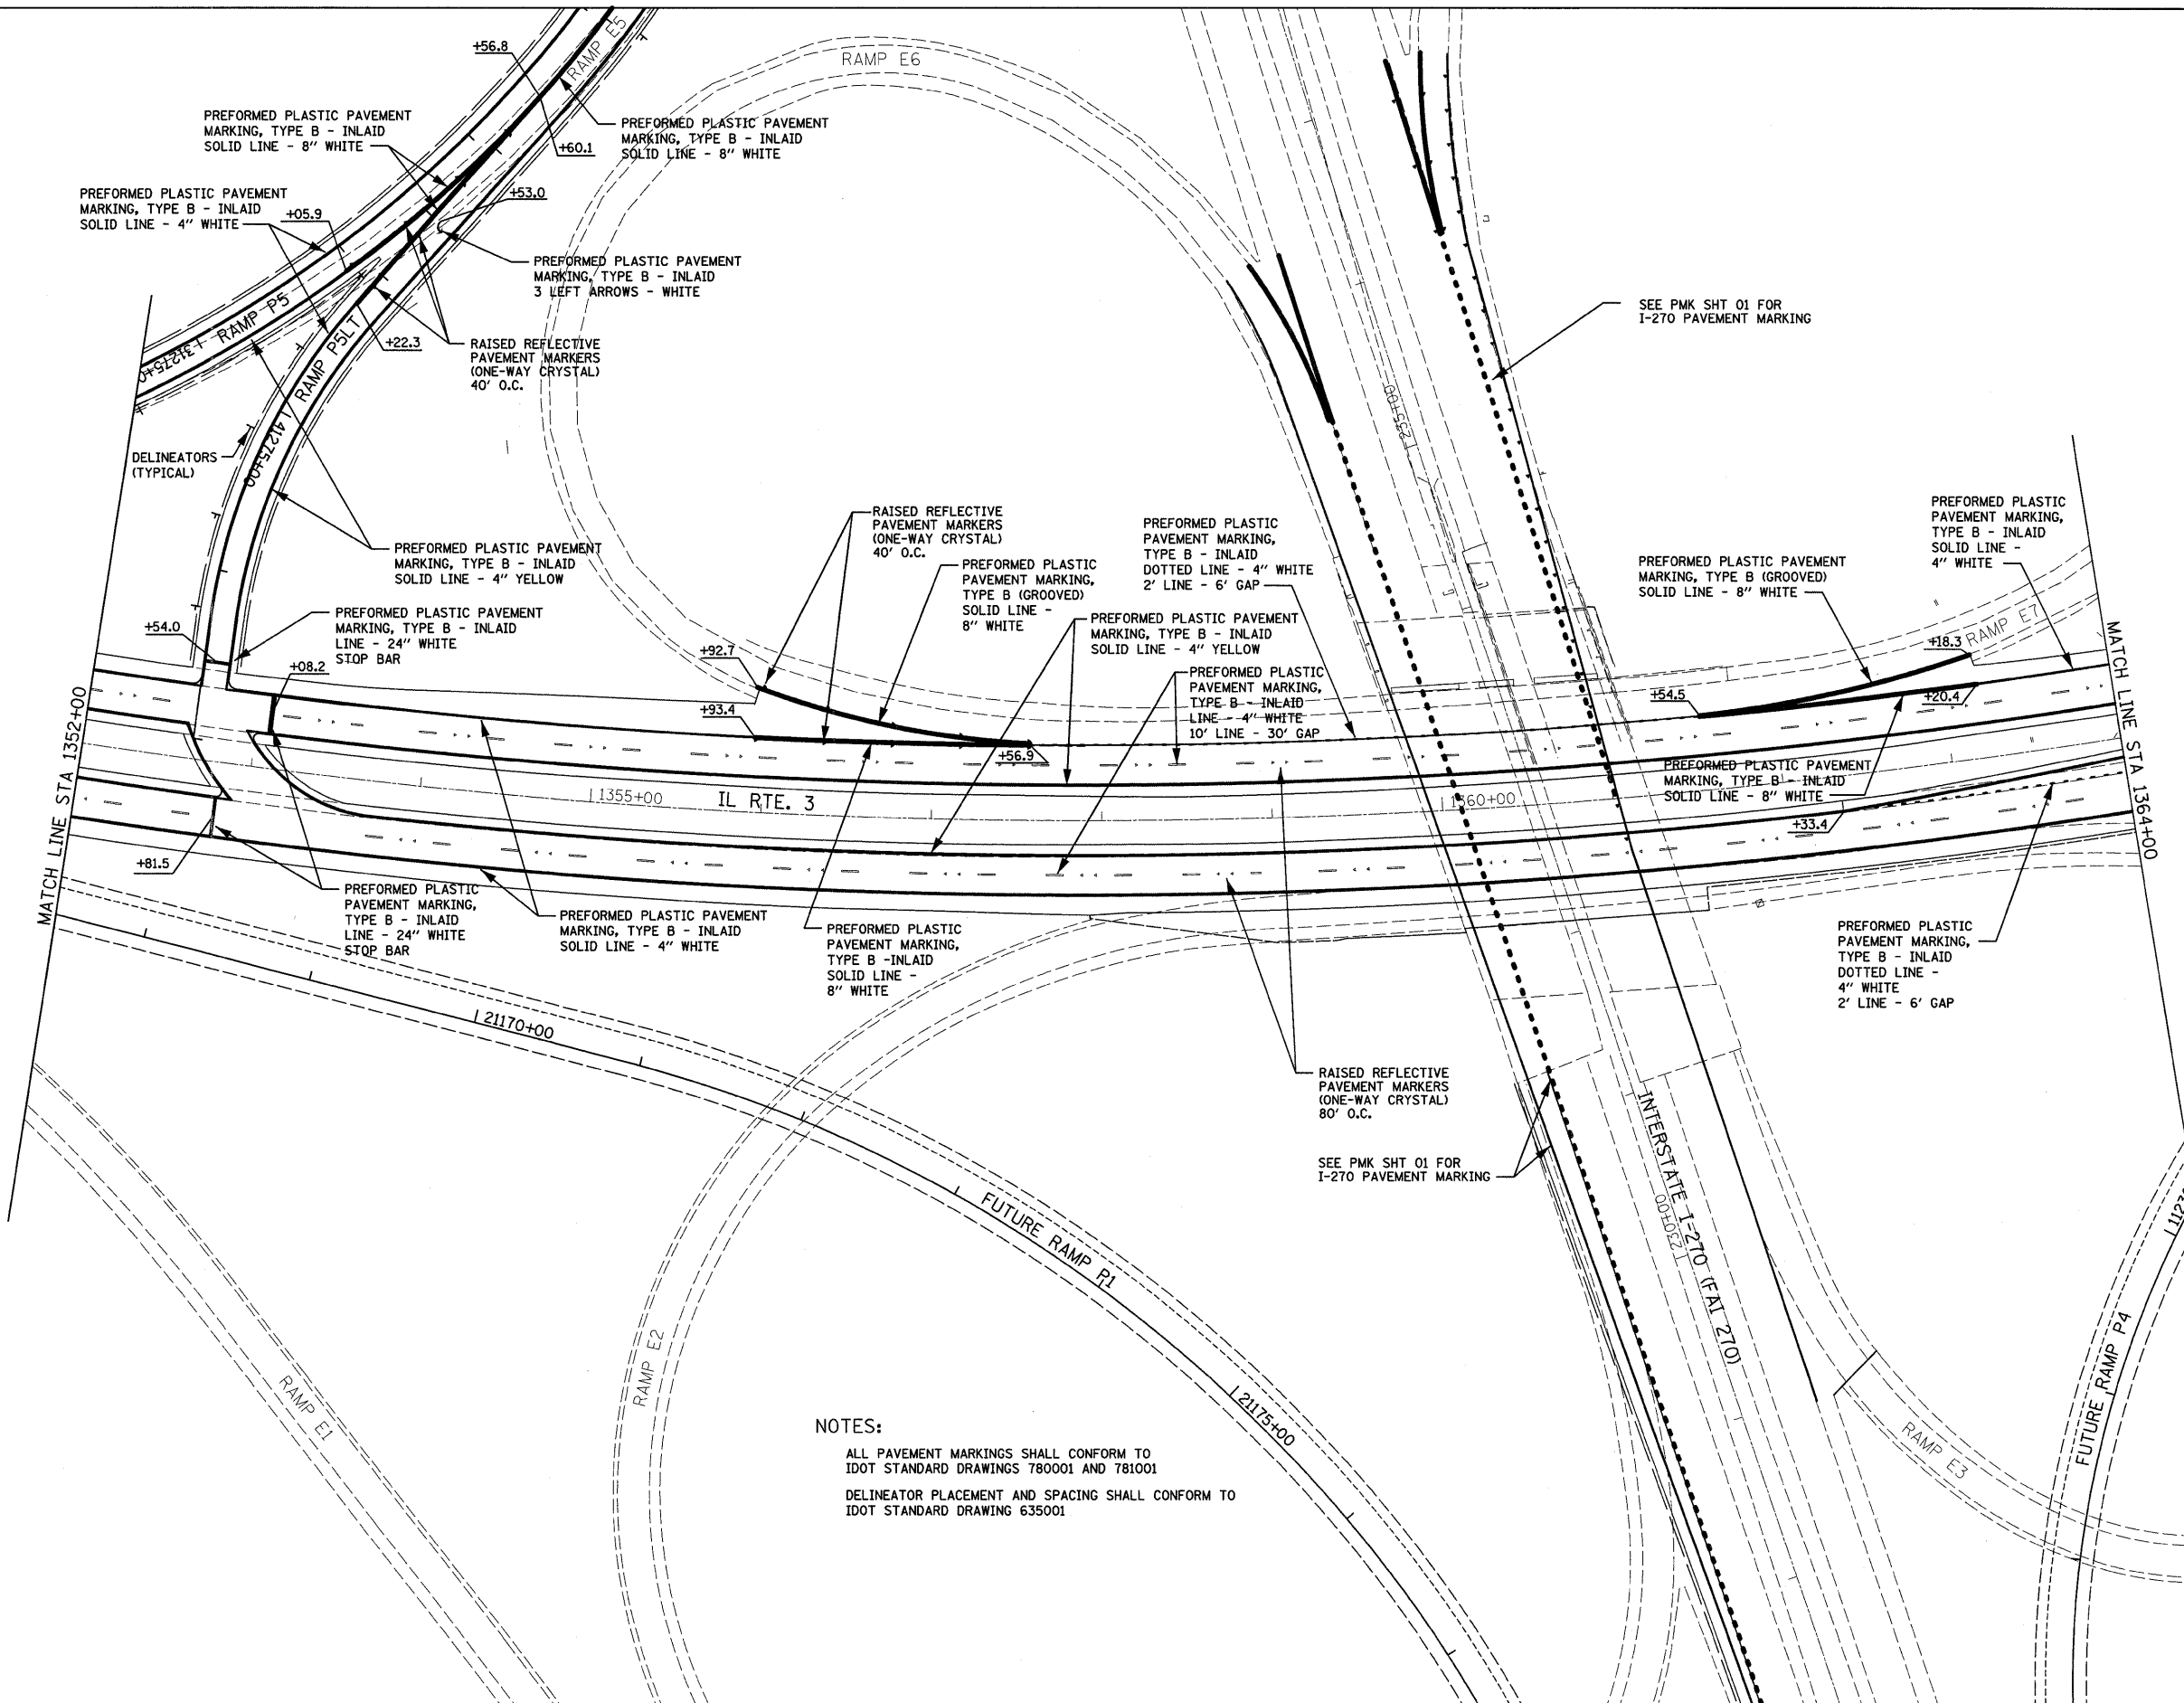 +56.8
RAMP E5
RAMP E6
PREFORMED PLASTIC PAVEMENT
MARKING, TYPE B - INLAID
SOLID LINE - 8" WHITE
PREFORMED PLASTIC PAVEMENT
MARKING, TYPE B - INLAID
SOLID LINE - 8" WHITE
+60.1
PREFORMED PLASTIC PAVEMENT
MARKING, TYPE B - INLAID
SOLID LINE - 4" WHITE
+05.9
+53.0
PREFORMED PLASTIC PAVEMENT
MARKING, TYPE B - INLAID
3 LEFT ARROWS - WHITE
RAMP P5
31275+0
RAMP P5LT
41275+00
+22.3
RAISED REFLECTIVE
PAVEMENT MARKERS
(ONE-WAY CRYSTAL)
40' O.C.
SEE PMK SHT 01 FOR
I-270 PAVEMENT MARKING
235+00
DELINEATORS
(TYPICAL)
PREFORMED PLASTIC PAVEMENT
MARKING, TYPE B - INLAID
SOLID LINE - 4" YELLOW
RAISED REFLECTIVE
PAVEMENT MARKERS
(ONE-WAY CRYSTAL)
40' O.C.
PREFORMED PLASTIC
PAVEMENT MARKING,
TYPE B (GROOVED)
SOLID LINE -
8" WHITE
PREFORMED PLASTIC
PAVEMENT MARKING,
TYPE B - INLAID
DOTTED LINE - 4" WHITE
2' LINE - 6' GAP
PREFORMED PLASTIC PAVEMENT
MARKING, TYPE B (GROOVED)
SOLID LINE - 8" WHITE
PREFORMED PLASTIC
PAVEMENT MARKING,
TYPE B - INLAID
SOLID LINE -
4" WHITE
+54.0
PREFORMED PLASTIC PAVEMENT
MARKING, TYPE B - INLAID
LINE - 24" WHITE
STOP BAR
+08.2
PREFORMED PLASTIC PAVEMENT
MARKING, TYPE B - INLAID
SOLID LINE - 4" YELLOW
+92.7
+93.4
+56.9
PREFORMED PLASTIC
PAVEMENT MARKING,
TYPE B - INLAID
LINE - 4" WHITE
10' LINE - 30' GAP
+54.5
+18.3
RAMP E7
+20.4
MATCH LINE STA 1352+00
MATCH LINE STA 1364+00
1355+00
IL RTE. 3
1360+00
PREFORMED PLASTIC PAVEMENT
MARKING, TYPE B - INLAID
SOLID LINE - 8" WHITE
+33.4
+81.5
PREFORMED PLASTIC
PAVEMENT MARKING,
TYPE B - INLAID
LINE - 24" WHITE
STOP BAR
PREFORMED PLASTIC PAVEMENT
MARKING, TYPE B - INLAID
SOLID LINE - 4" WHITE
PREFORMED PLASTIC
PAVEMENT MARKING,
TYPE B -INLAID
SOLID LINE -
8" WHITE
PREFORMED PLASTIC
PAVEMENT MARKING,
TYPE B - INLAID
DOTTED LINE -
4" WHITE
2' LINE - 6' GAP
21170+00
RAISED REFLECTIVE
PAVEMENT MARKERS
(ONE-WAY CRYSTAL)
80' O.C.
SEE PMK SHT 01 FOR
I-270 PAVEMENT MARKING
INTERSTATE I-270 (FAI 270)
230+00
FUTURE RAMP P1
21175+00
RAMP E1
RAMP E2
RAMP E3
FUTURE RAMP P4
NOTES:
ALL PAVEMENT MARKINGS SHALL CONFORM TO
IDOT STANDARD DRAWINGS 780001 AND 781001
DELINEATOR PLACEMENT AND SPACING SHALL CONFORM TO
IDOT STANDARD DRAWING 635001